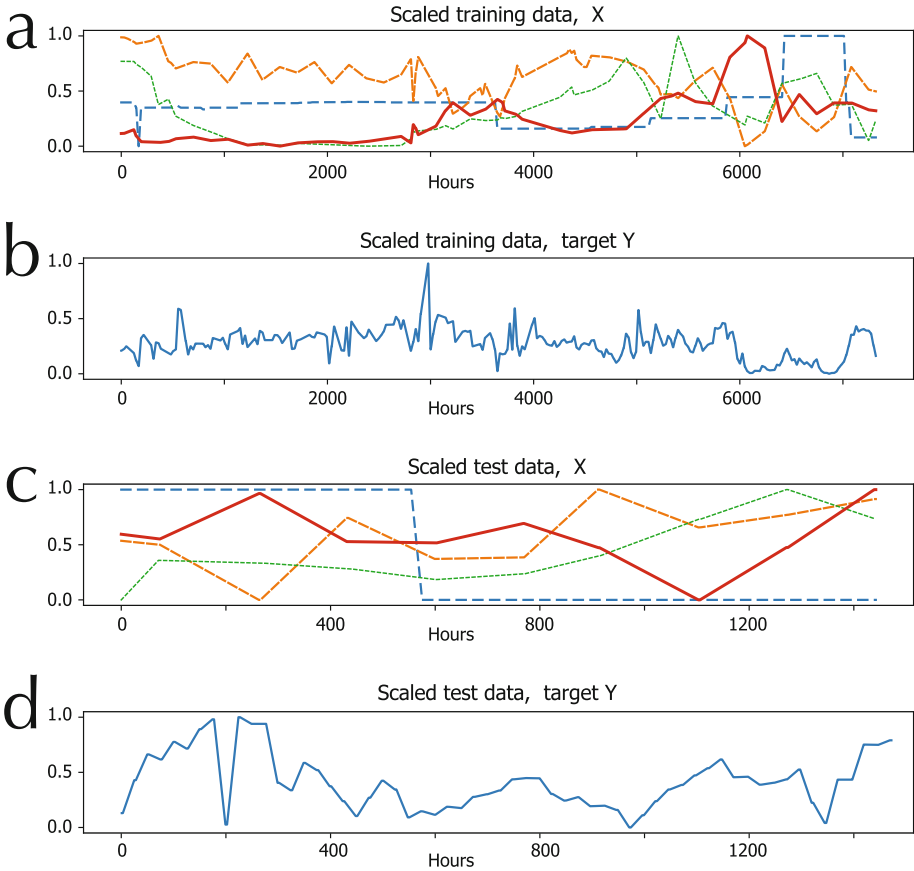 a
Scaled training data, X
1.0
0.5
0.0
0 2000 4000 6000
Hours
b
Scaled training data, target Y
1.0
0.5
0.0
0 2000 4000 6000
Hours
c
Scaled test data, X
1.0
0.5
0.0
0 400 800 1200
Hours
d
Scaled test data, target Y
1.0
0.5
0.0
0 400 800 1200
Hours